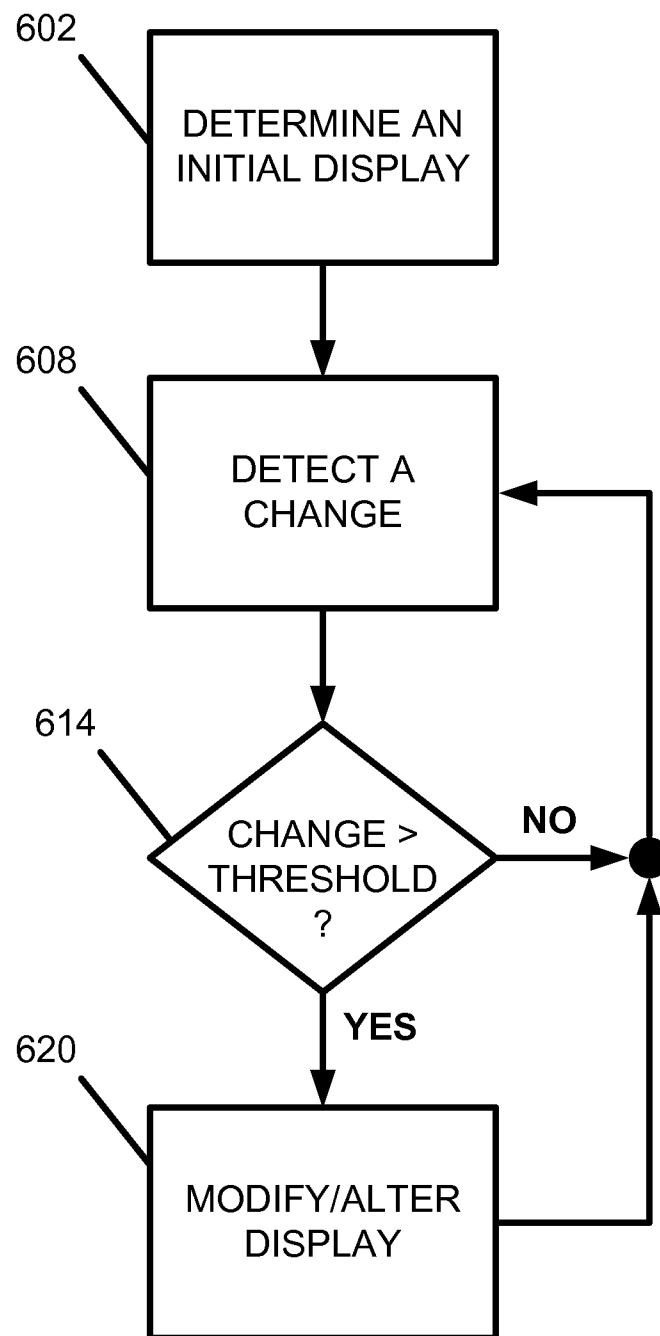 602
DETERMINE AN
INITIAL DISPLAY
608
DETECT A
CHANGE
614
CHANGE >
THRESHOLD
?
NO
YES
620
MODIFY/ALTER
DISPLAY